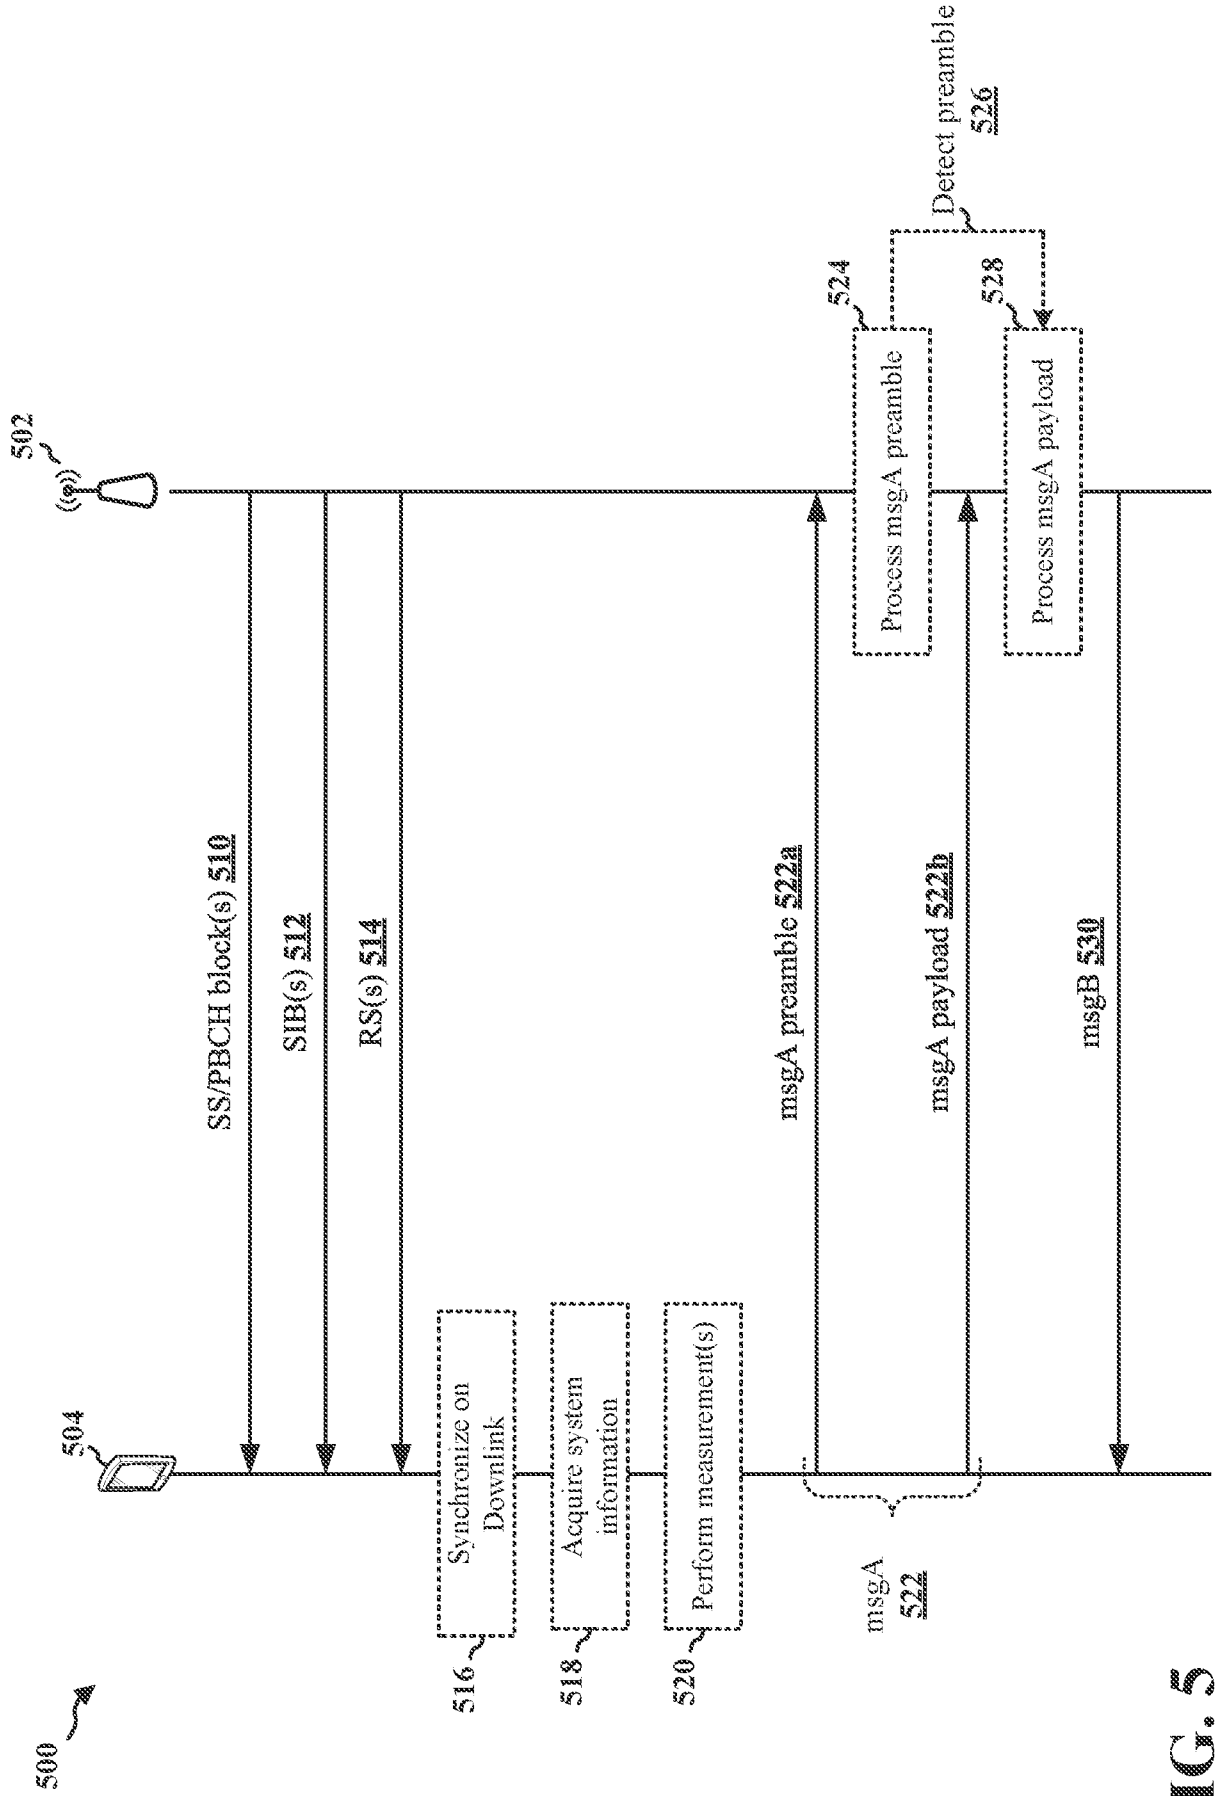 500
504
502
SS/PBCH block(s) 510
SIB(s) 512
RS(s) 514
516
Synchronize on
Downlink
518
Acquire system
information
520
Perform measurement(s)
msgA
522
msgA preamble 522a
524
Process msgA preamble
Detect preamble
526
msgA payload 522b
528
Process msgA payload
msgB 530
IG. 5